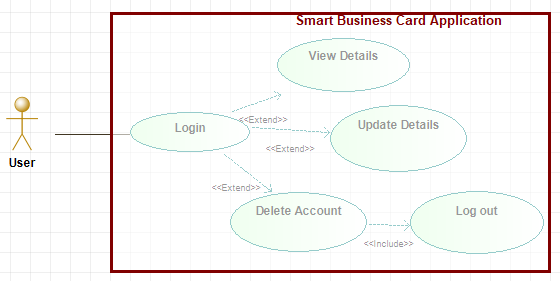 Smart Business Card Application
View Details
<<Extend>>
Login
Update Details
<<Extend>>
User
<<Extend>>
Delete Account
Log out
<<Include>>